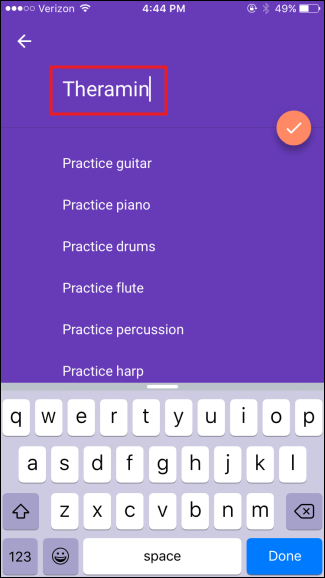 Verizon 4:44 PM 49%
Theramin
Practice guitar
Practice piano
Practice drums
Practice flute
Practice percussion
Practice harp
q w e r t y u i o p
a s d f g h j k l
z x c v b n m
123 space Done